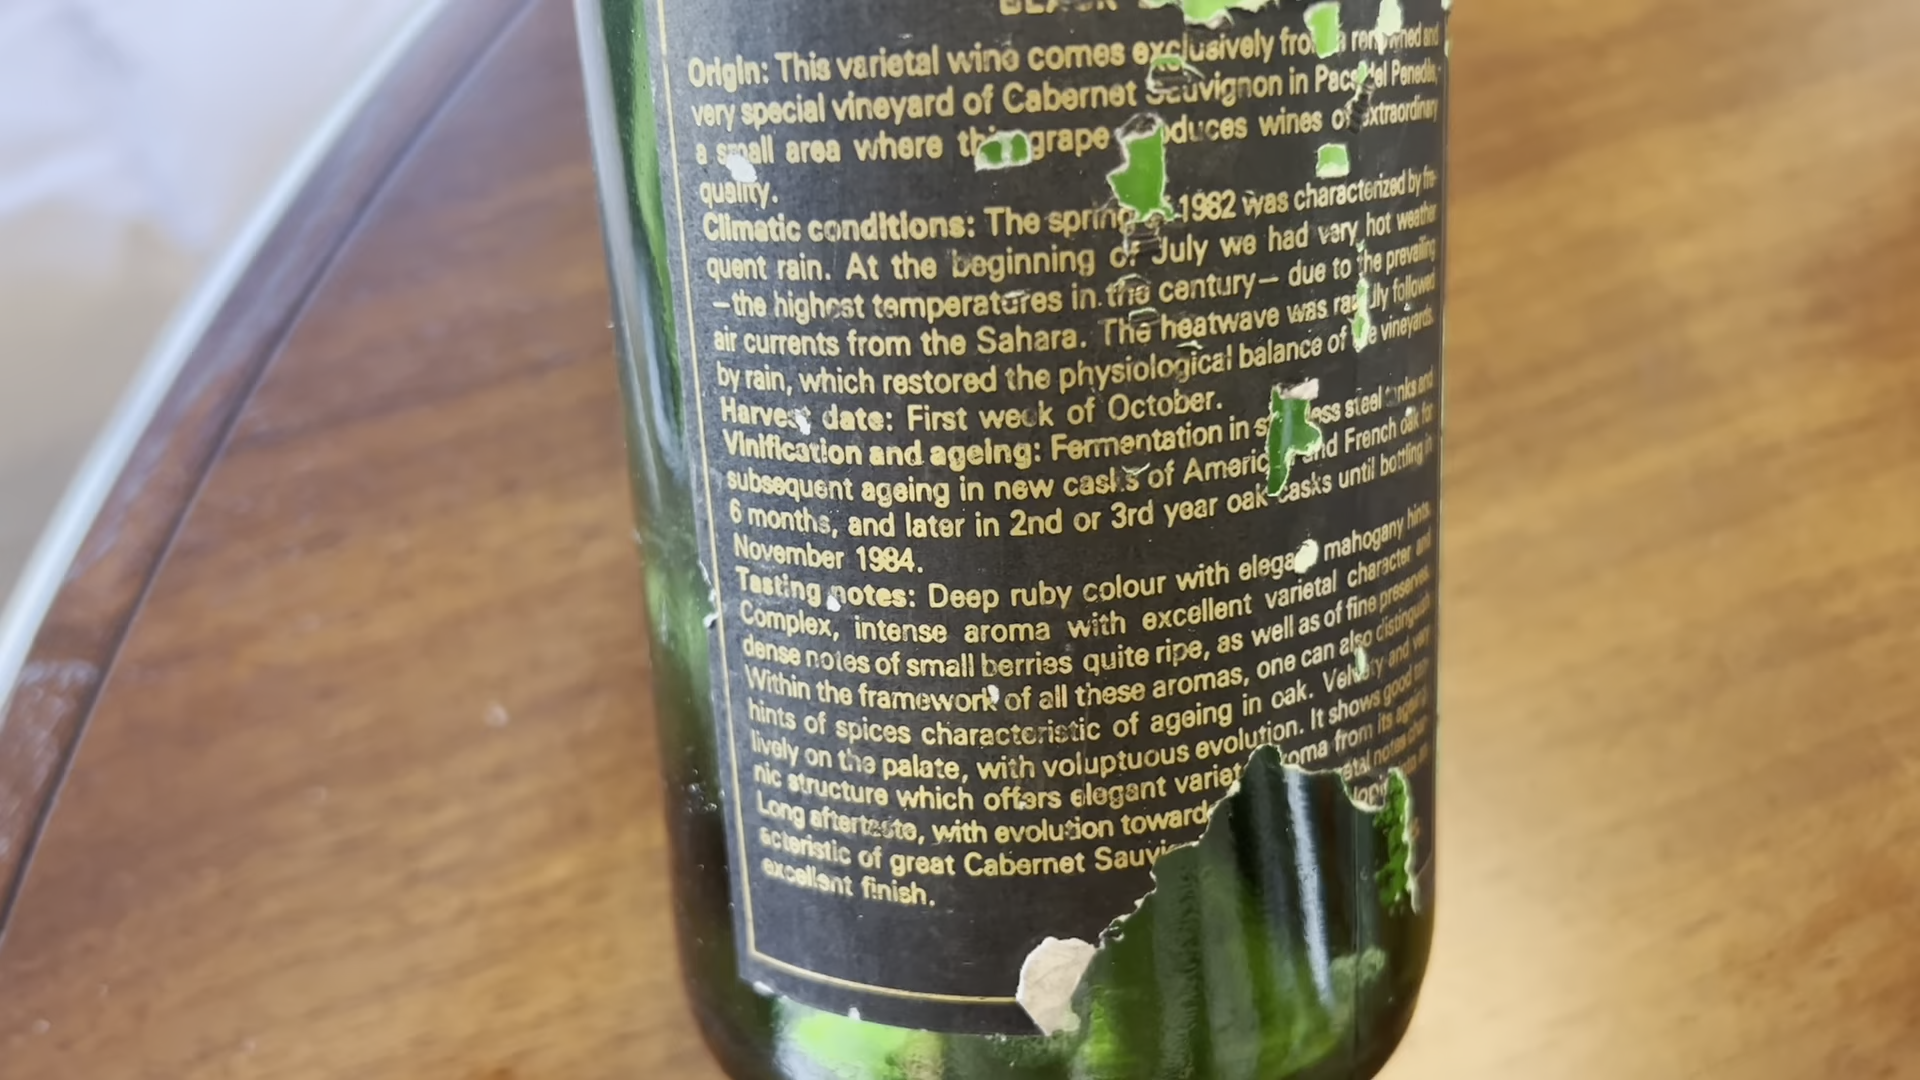 BLACK
Origin: This varietal wine comes exclusively from a renowned and
very special vineyard of Cabernet Sauvignon in Pacs del Penedès,-
a small area where this grape produces wines of extraordinary
quality.
Climatic conditions: The spring 1982 was characterized by fre-
quent rain. At the beginning of July we had very hot weather
—the highest temperatures in the century— due to the prevailing
air currents from the Sahara. The heatwave was rapidly followed
by rain, which restored the physiological balance of the vineyards.
Harvest date: First week of October.
Vinification and ageing: Fermentation in stainless steel tanks and
subsequent ageing in new casks of American and French oak for
6 months, and later in 2nd or 3rd year oak casks until bottling in
November 1984.
Tasting notes: Deep ruby colour with elegant mahogany hints.
Complex, intense aroma with excellent varietal character and
dense notes of small berries quite ripe, as well as of fine preserves.
Within the framework of all these aromas, one can also distinguish
hints of spices characteristic of ageing in oak. Velvety and very
lively on the palate, with voluptuous evolution. It shows good tan-
nic structure which offers elegant varietal aroma from its ageing.
Long aftertaste, with evolution toward notes char-
acteristic of great Cabernet
excellent finish.